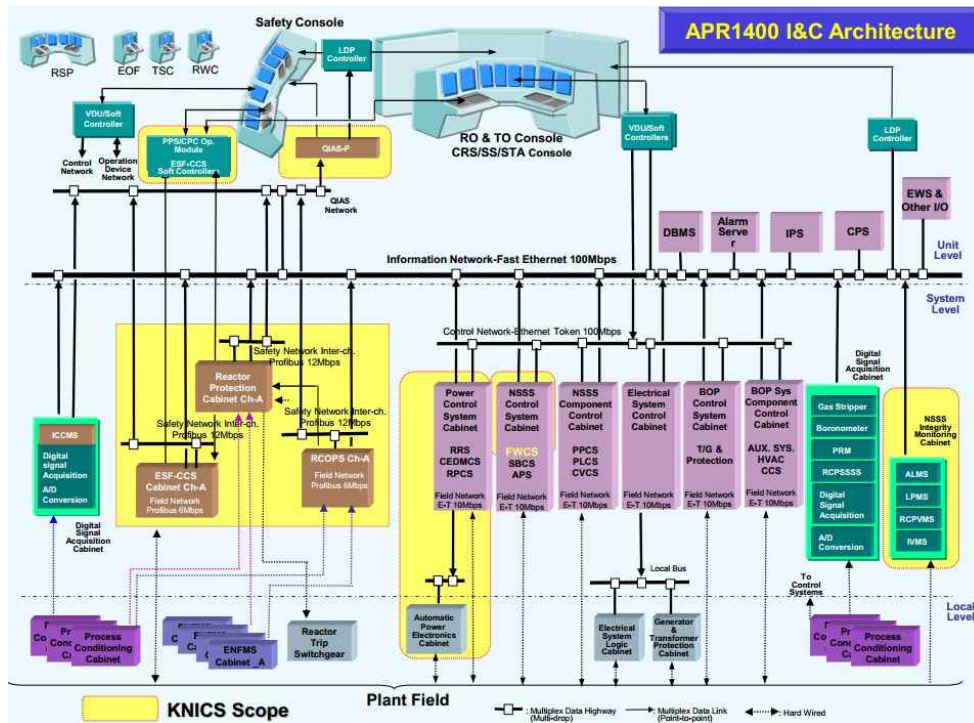 APR1400 I&C Architecture
Safety Console
LDP
Controller
RSP
EOF
TSC
RWC
VDU/Soft
Controller
PPS/CPC Op.
Module
ESF-CCS
Soft Controllers
QIAS-P
RO & TO Console
CRS/SS/STA Console
VDU/Soft
Controllers
LDP
Controller
Control
Network
Operation
Device
Network
QIAS
Network
DBMS
Alarm
Serve
r
IPS
CPS
EWS &
Other I/O
Unit
Level
Information Network-Fast Ethernet 100Mbps
System
Level
Control Network-Ethernet Token 100Mbps
Safety Network Inter-ch.
Profibus 12Mbps
Reactor
Protection
Cabinet Ch-A
Safety Network Inter-ch.
Profibus 12Mbps
Safety Network Inter-ch.
Profibus 12Mbps
ICCMS
Digital
signal
Acquisition
A/D
Conversion
Digital
Signal
Acquisition
Cabinet
ESF-CCS
Cabinet Ch-A
Field Network
Profibus 6Mbps
RCOPS Ch-A
Field Network
Profibus 6Mbps
Power
Control
System
Cabinet
RRS
CEDMCS
RPCS
Field Network
E-T 10Mbps
NSSS
Control
System
Cabinet
FWCS
SBCS
APS
Field Network
E-T 10Mbps
NSSS
Component
Control
Cabinet
PPCS
PLCS
CVCS
Field Network
E-T 10Mbps
Electrical
System
Control
Cabinet
Field Network
E-T 10Mbps
BOP
Control
System
Cabinet
T/G &
Protection
Field Network
E-T 10Mbps
BOP Sys
Component
Control
Cabinet
AUX. SYS.
HVAC
CCS
Field Network
E-T 10Mbps
Digital
Signal
Acquisition
Cabinet
Gas Stripper
Boronometer
PRM
RCPSSSS
Digital
Signal
Acquisition
A/D
Conversion
NSSS
Integrity
Monitoring
Cabinet
ALMS
LPMS
RCPVMS
IVMS
Local Bus
To
Control
Systems
Local
Level
Process
Conditioning
Cabinet
ENFMS
Cabinet _A
Reactor
Trip
Switchgear
Automatic
Power
Electronics
Cabinet
Electrical
System
Logic
Cabinet
Generator &
Transformer
Protection
Cabinet
Process
Conditioning
Cabinet
Plant Field
KNICS Scope
: Multiplex Data Highway
(Multi-drop)
: Multiplex Data Link
(Point-to-point)
: Hard Wired